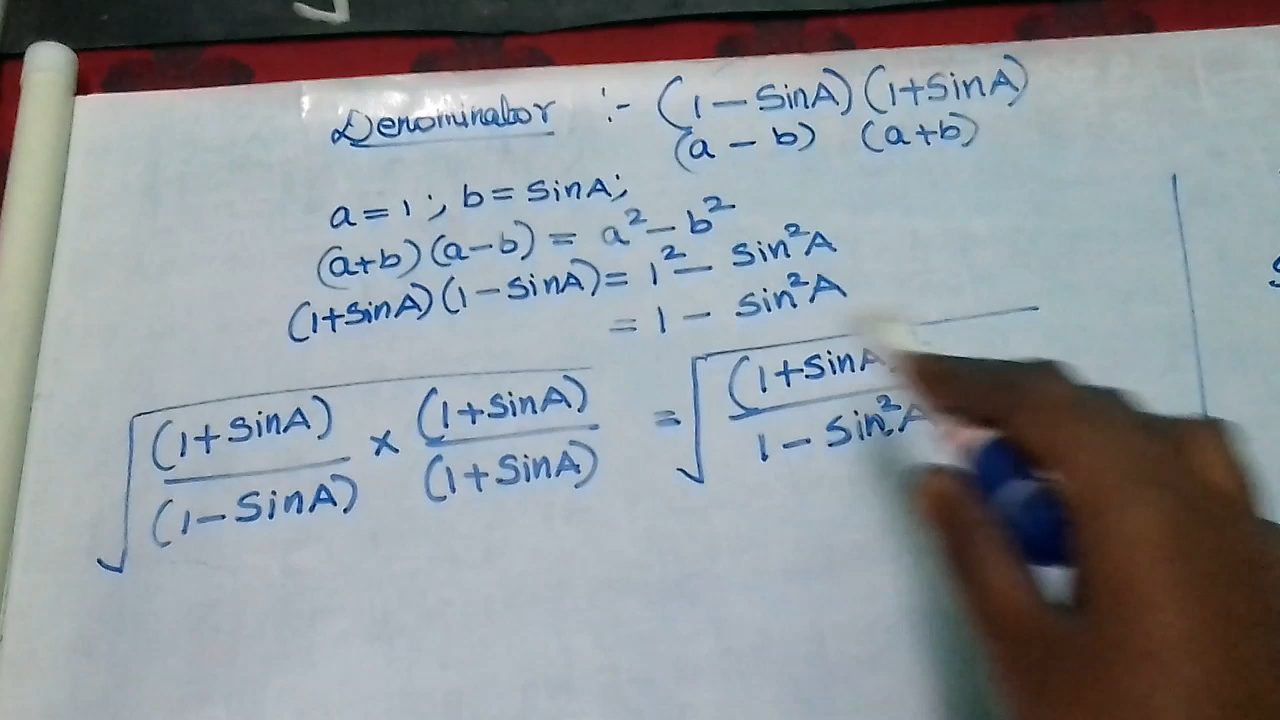 Denominator :- (1 - SinA) (1+SinA)
(a - b) (a+b)
a = 1 ; b = SinA;
(a+b) (a-b) = a² - b²
(1+SinA) (1 - SinA) = 1² - Sin²A
= 1 - Sin²A
√((1+SinA)/(1-SinA) × (1+SinA)/(1+SinA)) = √((1+SinA/1 - Sin²A